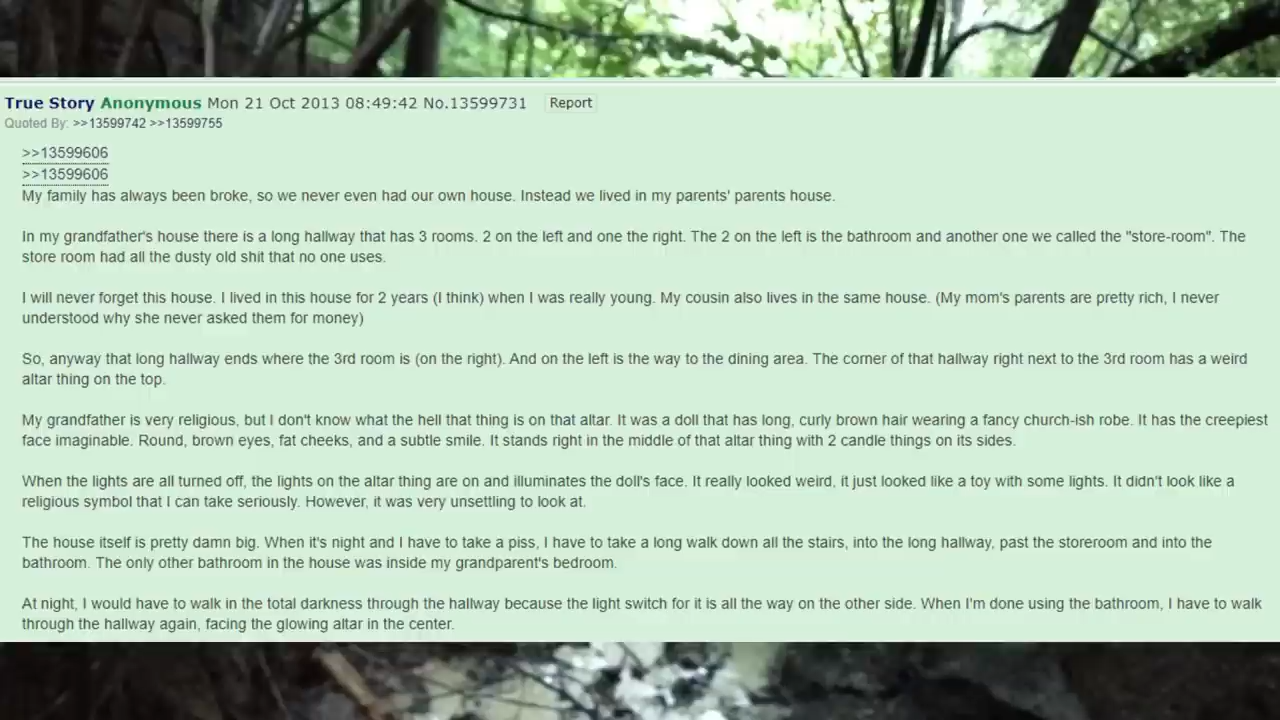 True Story Anonymous Mon 21 Oct 2013 08:49:42 No.13599731 Report
Quoted By: >>13599742 >>13599755
>>13599606
>>13599606
My family has always been broke, so we never even had our own house. Instead we lived in my parents' parents house.
In my grandfather's house there is a long hallway that has 3 rooms. 2 on the left and one the right. The 2 on the left is the bathroom and another one we called the "store-room". The
store room had all the dusty old shit that no one uses.
I will never forget this house. I lived in this house for 2 years (I think) when I was really young. My cousin also lives in the same house. (My mom's parents are pretty rich, I never
understood why she never asked them for money)
So, anyway that long hallway ends where the 3rd room is (on the right). And on the left is the way to the dining area. The corner of that hallway right next to the 3rd room has a weird
altar thing on the top.
My grandfather is very religious, but I don't know what the hell that thing is on that altar. It was a doll that has long, curly brown hair wearing a fancy church-ish robe. It has the creepiest
face imaginable. Round, brown eyes, fat cheeks, and a subtle smile. It stands right in the middle of that altar thing with 2 candle things on its sides.
When the lights are all turned off, the lights on the altar thing are on and illuminates the doll's face. It really looked weird, it just looked like a toy with some lights. It didn't look like a
religious symbol that I can take seriously. However, it was very unsettling to look at.
The house itself is pretty damn big. When it's night and I have to take a piss, I have to take a long walk down all the stairs, into the long hallway, past the storeroom and into the
bathroom. The only other bathroom in the house was inside my grandparent's bedroom.
At night, I would have to walk in the total darkness through the hallway because the light switch for it is all the way on the other side. When I'm done using the bathroom, I have to walk
through the hallway again, facing the glowing altar in the center.